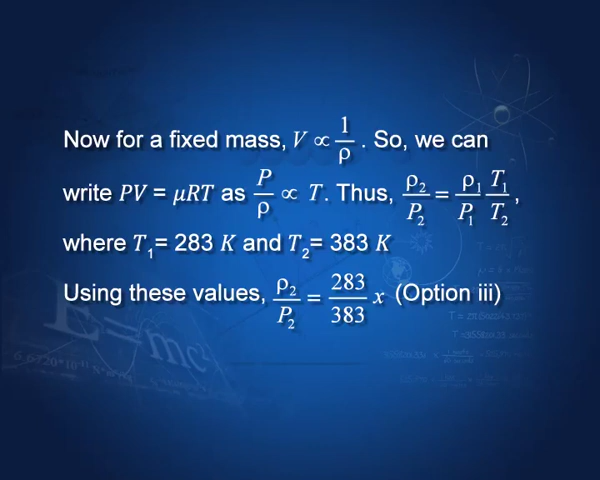 Now for a fixed mass, V ∝ 1/ρ . So, we can
write PV = μRT as P/ρ ∝ T. Thus, ρ₂/P₂ = ρ₁/P₁ T₁/T₂ ,
where T₁= 283 K and T₂= 383 K
Using these values, ρ₂/P₂ = 283/383 x (Option iii)
E=mc²